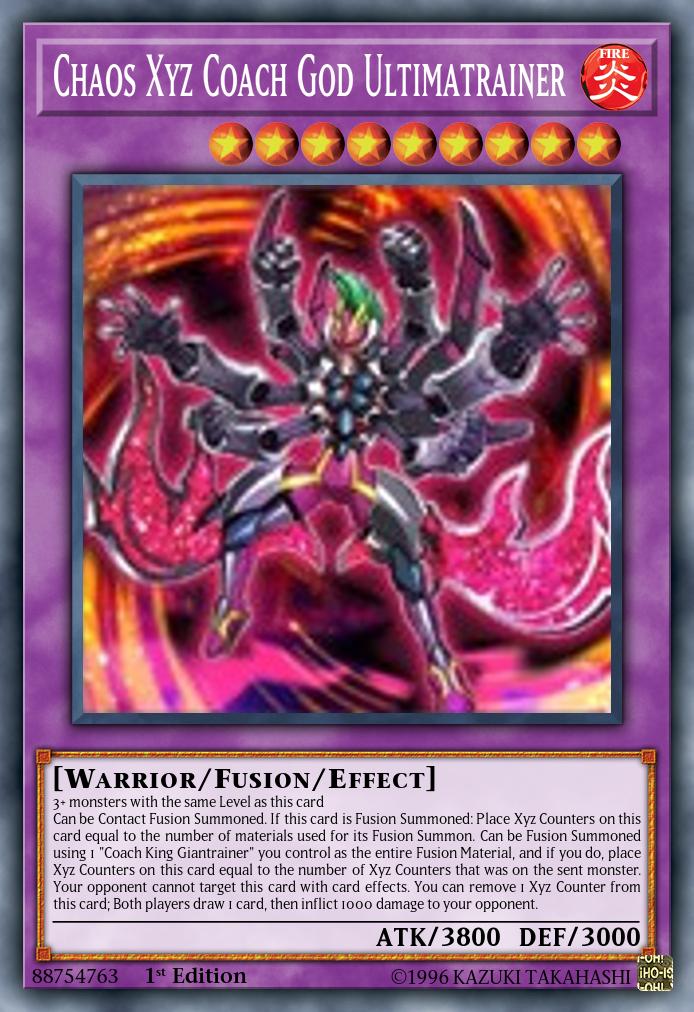 Chaos Xyz Coach God Ultimatrainer
FIRE
炎
[Warrior/Fusion/Effect]
3+ monsters with the same Level as this card
Can be Contact Fusion Summoned. If this card is Fusion Summoned: Place Xyz Counters on this
card equal to the number of materials used for its Fusion Summon. Can be Fusion Summoned
using 1 "Coach King Giantrainer" you control as the entire Fusion Material, and if you do, place
Xyz Counters on this card equal to the number of Xyz Counters that was on the sent monster.
Your opponent cannot target this card with card effects. You can remove 1 Xyz Counter from
this card; Both players draw 1 card, then inflict 1000 damage to your opponent.
ATK/3800 DEF/3000
88754763 1st Edition ©1996 KAZUKI TAKAHASHI